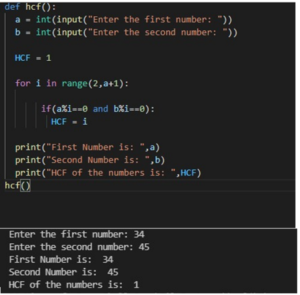 def hcf():
a = int(input("Enter the first number: "))
b = int(input("Enter the second number: "))
HCF = 1
for i in range(2,a+1):
if(a%i==0 and b%i==0):
HCF = i
print("First Number is: ",a)
print("Second Number is: ",b)
print("HCF of the numbers is: ",HCF)
hcf()
Enter the first number: 34
Enter the second number: 45
First Number is:  34
Second Number is:  45
HCF of the numbers is:  1